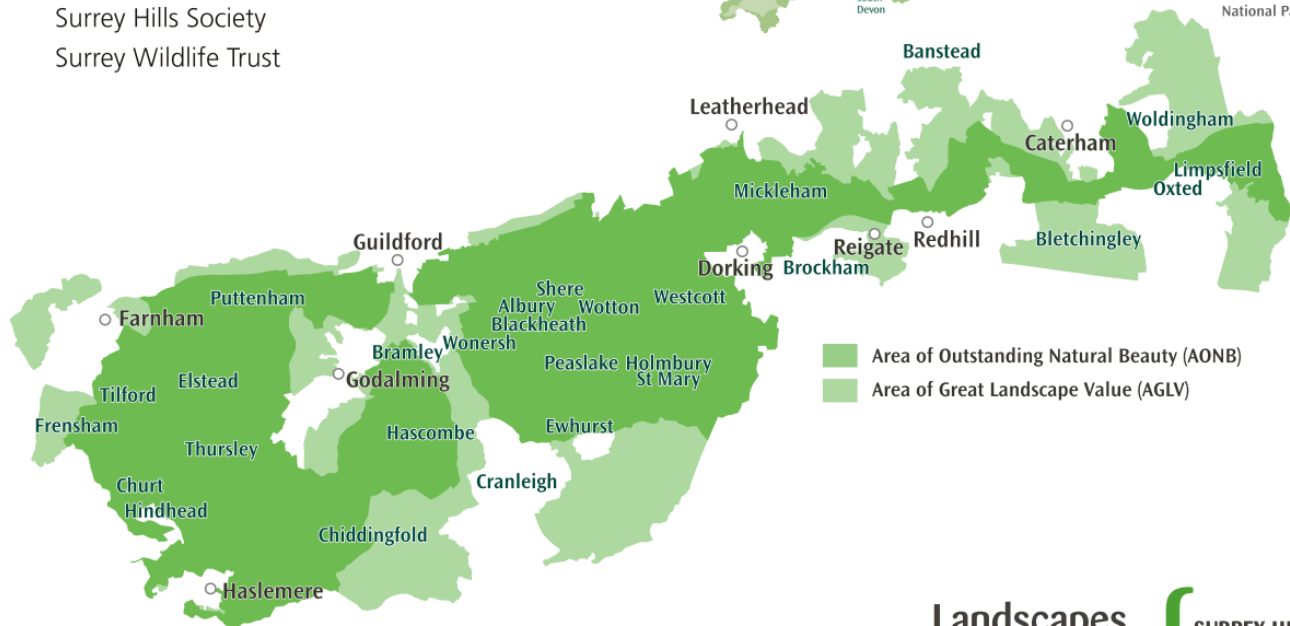 Surrey Hills Society
Surrey Wildlife Trust
South
Devon
National
Banstead
Leatherhead
Woldingham
Caterham
Limpsfield
Oxted
Mickleham
Guildford
Reigate
Redhill
Bletchingley
Dorking
Brockham
Puttenham
Shere
Albury
Wotton
Westcott
Blackheath
Farnham
Bramley
Wonersh
Peaslake
Holmbury
St Mary
Godalming
Elstead
Tilford
Frensham
Hascombe
Ewhurst
Thursley
Churt
Cranleigh
Hindhead
Chiddingfold
Haslemere
Area of Outstanding Natural Beauty (AONB)
Area of Great Landscape Value (AGLV)
Landscapes
SURREY